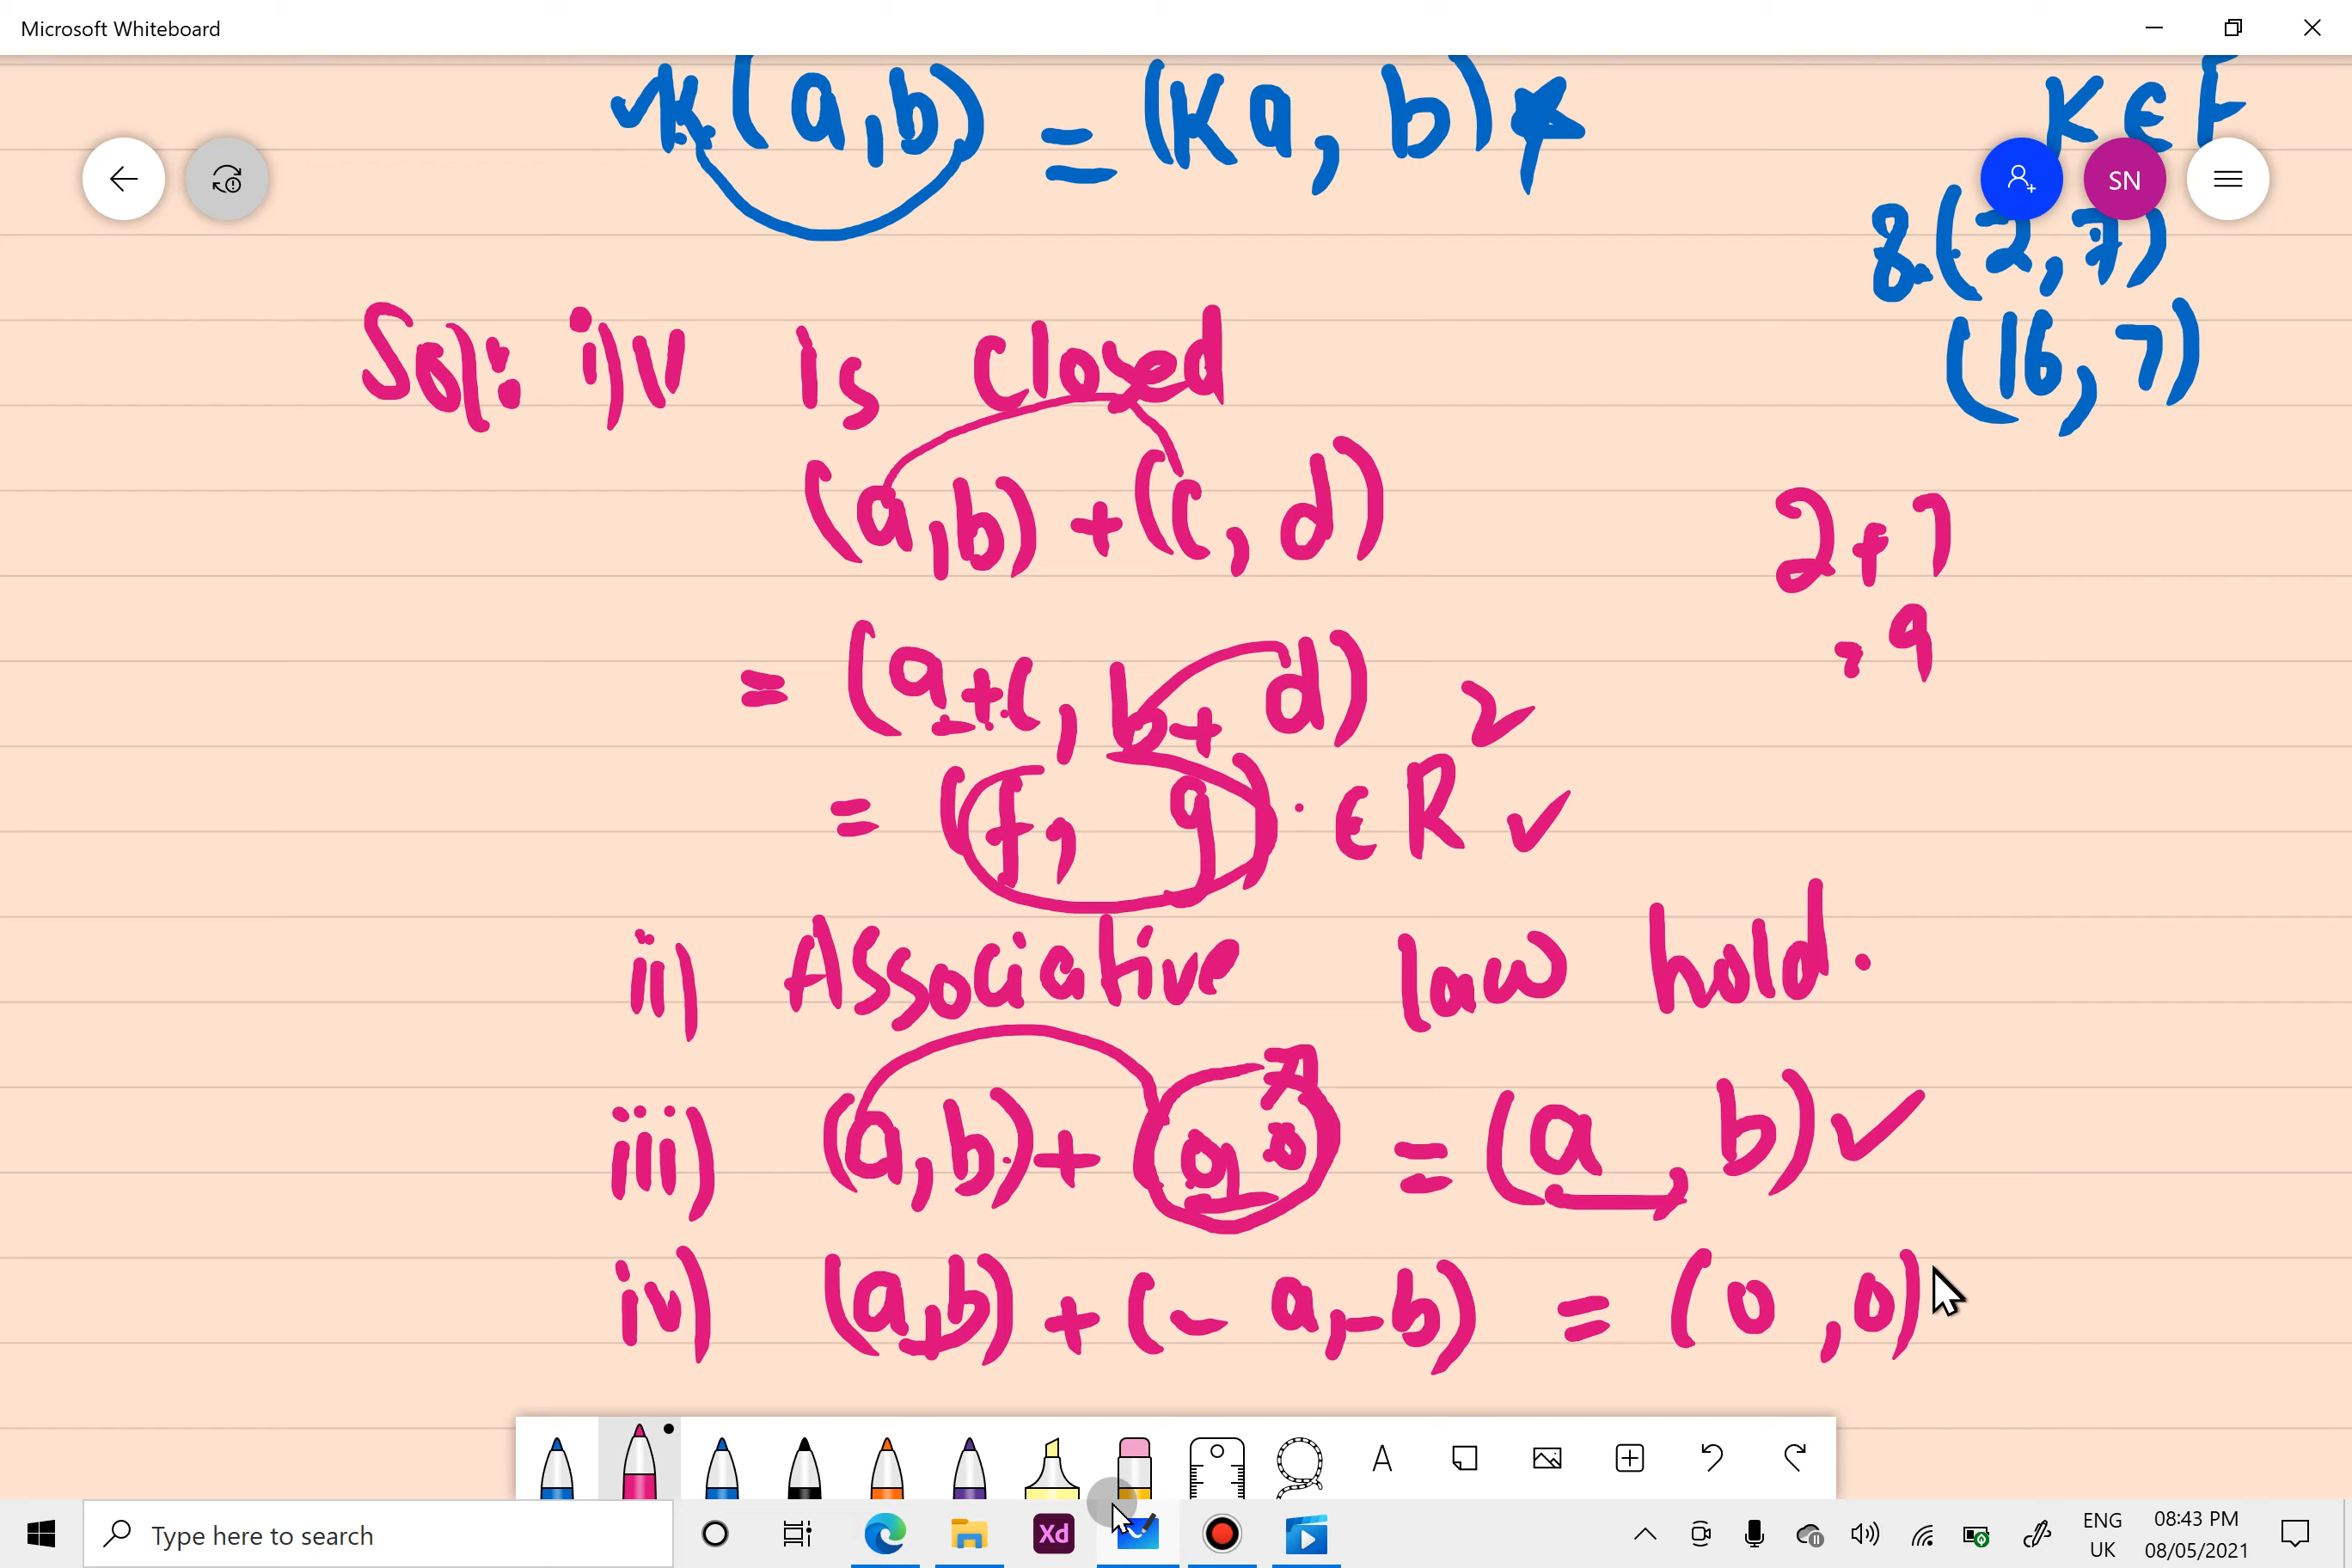 Microsoft Whiteboard
k.(a,b) = (Ka, b)
K ∈ F
SN
8.(2,7)
(16,7)
Sol: i) V is closed
(a,b) + (c,d)
2+7
= 9
= (a+c, b+d)
= (f, g) ∈ R ✓
ii) Associative law hold.
iii) (a,b) + (0,0) = (a,b) ✓
iv) (a,b) + (-a,-b) = (0,0)
A
Type here to search
Xd
ENG
UK
08:43 PM
08/05/2021